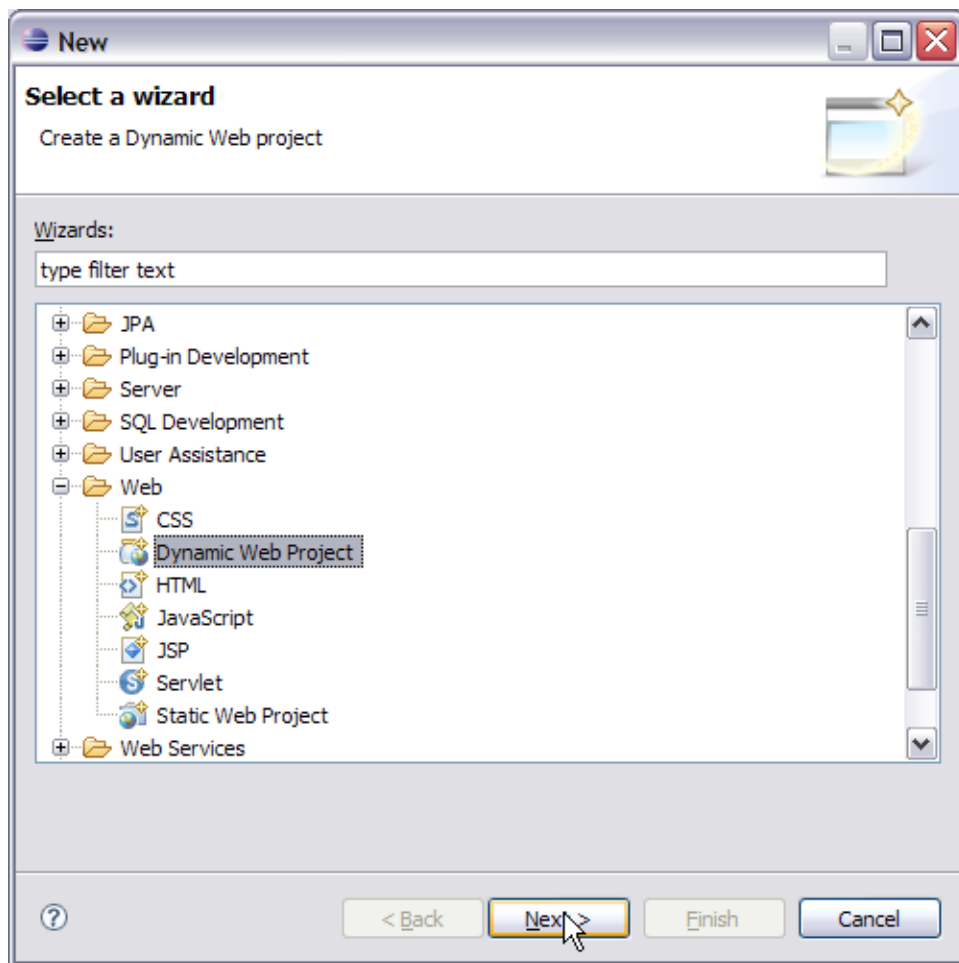 New
Select a wizard
Create a Dynamic Web project
Wizards:
type filter text
JPA
Plug-in Development
Server
SQL Development
User Assistance
Web
CSS
Dynamic Web Project
HTML
JavaScript
JSP
Servlet
Static Web Project
Web Services
< Back Next > Finish Cancel